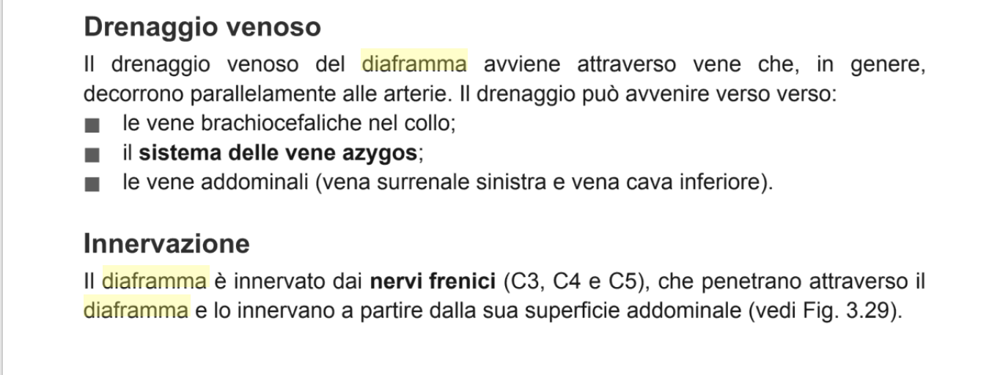 Drenaggio venoso
Il drenaggio venoso del diaframma avviene attraverso vene che, in genere,
decorrono parallelamente alle arterie. Il drenaggio può avvenire verso verso:
■ le vene brachiocefaliche nel collo;
■ il sistema delle vene azygos;
■ le vene addominali (vena surrenale sinistra e vena cava inferiore).
Innervazione
Il diaframma è innervato dai nervi frenici (C3, C4 e C5), che penetrano attraverso il
diaframma e lo innervano a partire dalla sua superficie addominale (vedi Fig. 3.29).